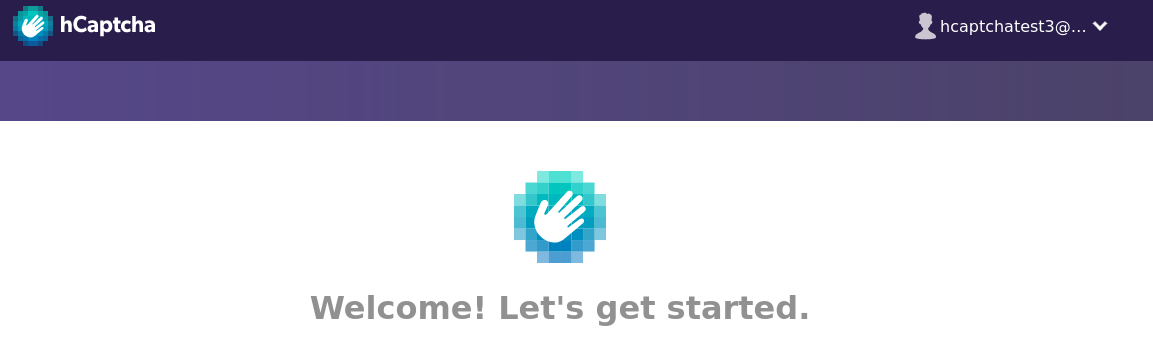 hCaptcha
hcaptchatest3@...
Welcome! Let's get started.